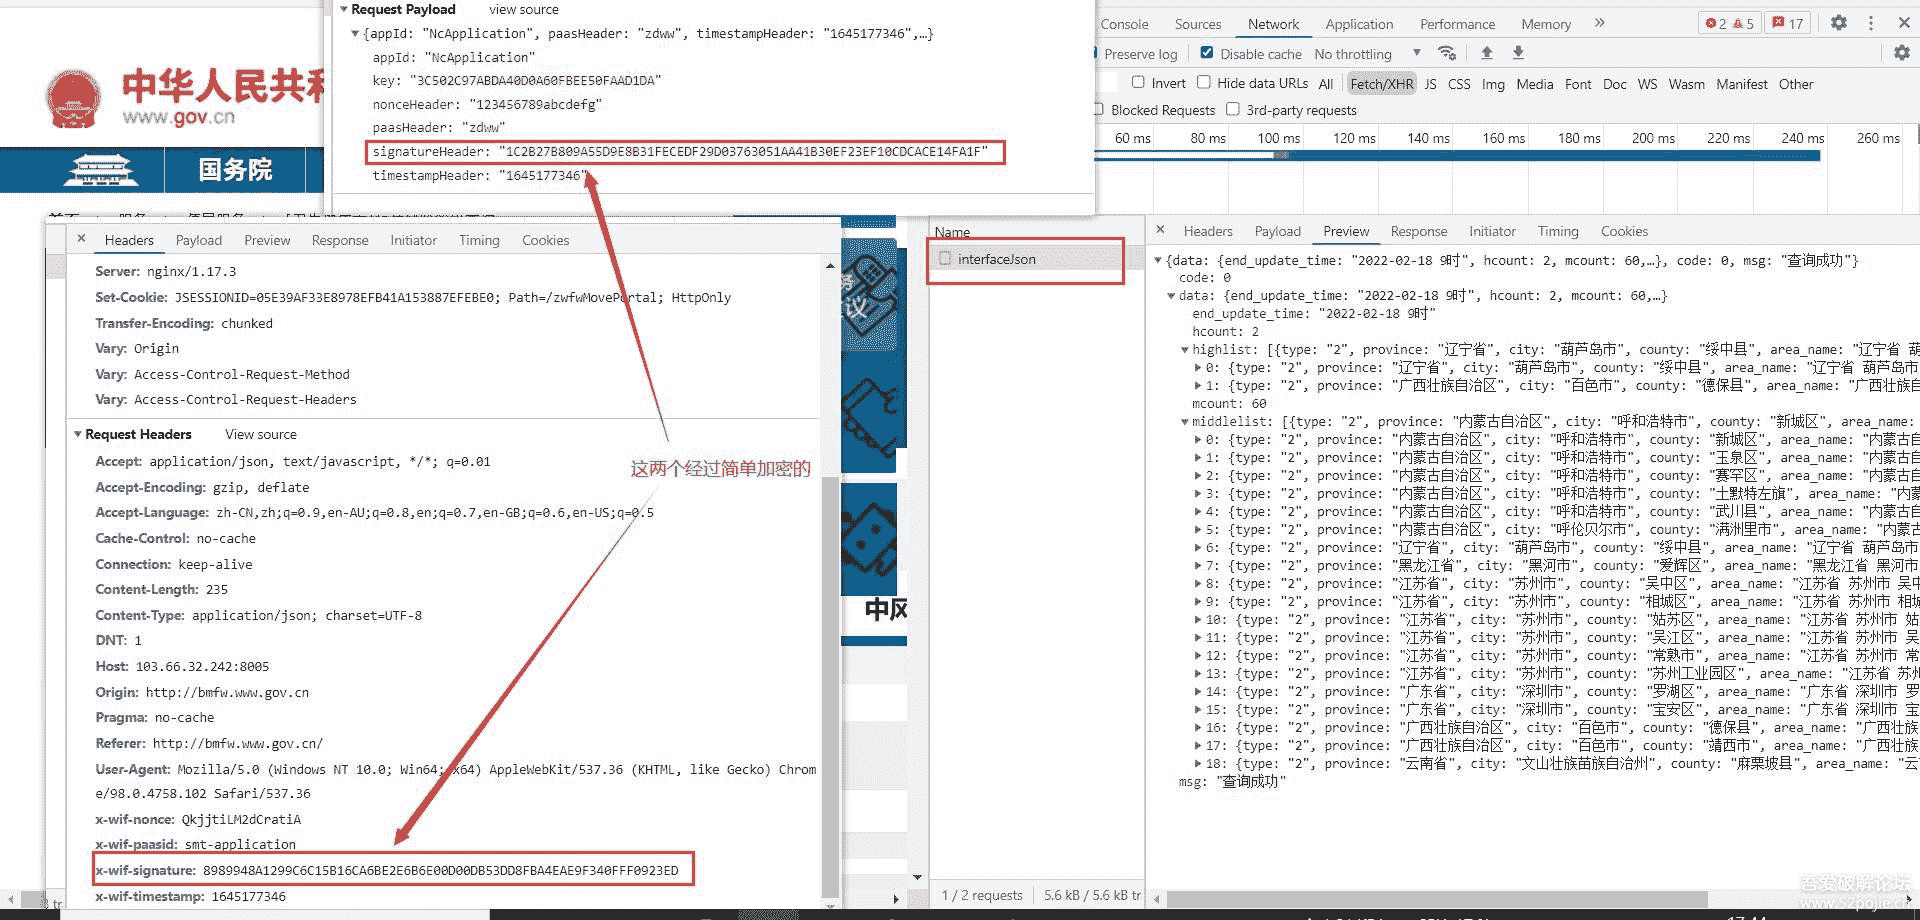 Request Payload view source
{appId: "NcApplication", paasHeader: "zdww", timestampHeader: "1645177346",…}
appId: "NcApplication"
key: "3C502C97ABDA40D0A60FBEE50FAAD1DA"
nonceHeader: "123456789abcdefg"
paasHeader: "zdww"
signatureHeader: "1C2B27B809A55D9E8B31FECEDF29D03763051AA41B30EF23EF10CDCACE14FA1F"
timestampHeader: "1645177346"
中华人民共和
www.gov.cn
国务院
Console Sources Network Application Performance Memory » 2 5 17
Preserve log Disable cache No throttling
Invert Hide data URLs All Fetch/XHR JS CSS Img Media Font Doc WS Wasm Manifest Other
Blocked Requests 3rd-party requests
60 ms 80 ms 100 ms 120 ms 140 ms 160 ms 180 ms 200 ms 220 ms 240 ms 260 ms
× Headers Payload Preview Response Initiator Timing Cookies
Server: nginx/1.17.3
Set-Cookie: JSESSIONID=05E39AF33E8978EFB41A153887EFEBE0; Path=/zwfwMovePortal; HttpOnly
Transfer-Encoding: chunked
Vary: Origin
Vary: Access-Control-Request-Method
Vary: Access-Control-Request-Headers
Request Headers View source
Accept: application/json, text/javascript, */*; q=0.01
Accept-Encoding: gzip, deflate
Accept-Language: zh-CN,zh;q=0.9,en-AU;q=0.8,en;q=0.7,en-GB;q=0.6,en-US;q=0.5
Cache-Control: no-cache
Connection: keep-alive
Content-Length: 235
Content-Type: application/json; charset=UTF-8
DNT: 1
Host: 103.66.32.242:8005
Origin: http://bmfw.www.gov.cn
Pragma: no-cache
Referer: http://bmfw.www.gov.cn/
User-Agent: Mozilla/5.0 (Windows NT 10.0; Win64; x64) AppleWebKit/537.36 (KHTML, like Gecko) Chrom
e/98.0.4758.102 Safari/537.36
x-wif-nonce: QkjjtiLM2dCratiA
x-wif-paasid: smt-application
x-wif-signature: 8989948A1299C6C15B16CA6BE2E6B6E00D00DB53DD8FBA4EAE9F340FFF0923ED
x-wif-timestamp: 1645177346
这两个经过简单加密的
议
中风
Name
interfaceJson
1 / 2 requests 5.6 kB / 5.6 kB tr
× Headers Payload Preview Response Initiator Timing Cookies
{data: {end_update_time: "2022-02-18 9时", hcount: 2, mcount: 60,…}, code: 0, msg: "查询成功"}
code: 0
data: {end_update_time: "2022-02-18 9时", hcount: 2, mcount: 60,…}
end_update_time: "2022-02-18 9时"
hcount: 2
highlist: [{type: "2", province: "辽宁省", city: "葫芦岛市", county: "绥中县", area_name: "辽宁省 葫
0: {type: "2", province: "辽宁省", city: "葫芦岛市", county: "绥中县", area_name: "辽宁省 葫芦岛市
1: {type: "2", province: "广西壮族自治区", city: "百色市", county: "德保县", area_name: "广西壮族自
mcount: 60
middlelist: [{type: "2", province: "内蒙古自治区", city: "呼和浩特市", county: "新城区", area_name:
0: {type: "2", province: "内蒙古自治区", city: "呼和浩特市", county: "新城区", area_name: "内蒙古自
1: {type: "2", province: "内蒙古自治区", city: "呼和浩特市", county: "玉泉区", area_name: "内蒙古自
2: {type: "2", province: "内蒙古自治区", city: "呼和浩特市", county: "赛罕区", area_name: "内蒙古自
3: {type: "2", province: "内蒙古自治区", city: "呼和浩特市", county: "土默特左旗", area_name: "内蒙
4: {type: "2", province: "内蒙古自治区", city: "呼和浩特市", county: "武川县", area_name: "内蒙古自
5: {type: "2", province: "内蒙古自治区", city: "呼伦贝尔市", county: "满洲里市", area_name: "内蒙古
6: {type: "2", province: "辽宁省", city: "葫芦岛市", county: "绥中县", area_name: "辽宁省 葫芦岛市
7: {type: "2", province: "黑龙江省", city: "黑河市", county: "爱辉区", area_name: "黑龙江省 黑河市
8: {type: "2", province: "江苏省", city: "苏州市", county: "吴中区", area_name: "江苏省 苏州市 吴中
9: {type: "2", province: "江苏省", city: "苏州市", county: "相城区", area_name: "江苏省 苏州市 相城
10: {type: "2", province: "江苏省", city: "苏州市", county: "姑苏区", area_name: "江苏省 苏州市 姑
11: {type: "2", province: "江苏省", city: "苏州市", county: "吴江区", area_name: "江苏省 苏州市 吴
12: {type: "2", province: "江苏省", city: "苏州市", county: "常熟市", area_name: "江苏省 苏州市 常
13: {type: "2", province: "江苏省", city: "苏州市", county: "苏州工业园区", area_name: "江苏省 苏州
14: {type: "2", province: "广东省", city: "深圳市", county: "罗湖区", area_name: "广东省 深圳市 罗
15: {type: "2", province: "广东省", city: "深圳市", county: "宝安区", area_name: "广东省 深圳市 宝
16: {type: "2", province: "广西壮族自治区", city: "百色市", county: "德保县", area_name: "广西壮族
17: {type: "2", province: "广西壮族自治区", city: "百色市", county: "靖西市", area_name: "广西壮族
18: {type: "2", province: "云南省", city: "文山壮族苗族自治州", county: "麻栗坡县", area_name: "云
msg: "查询成功"
吾爱破解论坛
www.52pojie.cn